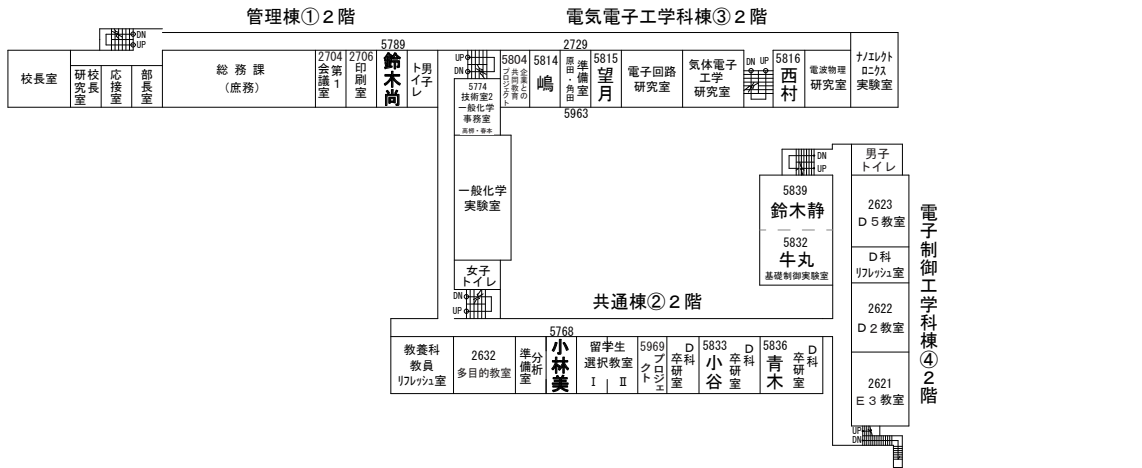 管理棟①２階
電気電子工学科棟③２階
DN
UP
校長室
校長
研究室
応接室
部長室
総務課
(庶務)
2704
第１
会議室
2706
印刷室
5789
鈴木尚
男子
トイレ
UP
DN
5774
技術室2
一般化学
事務室
高桺・春本
5804
企業との
共同教育
プロジェクト
5814
嶋
2729
準備室
原田・角田
5815
望月
5963
電子回路
研究室
気体電子
工学
研究室
DN UP
5816
西村
電波物理
研究室
ﾅﾉｴﾚｸﾄ
ﾛﾆｸｽ
実験室
一般化学
実験室
女子
トイレ
DN
UP
共通棟②２階
教養科
教員
ﾘﾌﾚｯｼｭ室
2632
多目的教室
分析
準備室
5768
小林美
留学生
選択教室
Ⅰ Ⅱ
5969
プロジェクト
D科
卒研室
5833
小谷
D科
卒研室
5836
青木
D科
卒研室
DN
UP
5839
鈴木静
5832
牛丸
基礎制御実験室
男子
トイレ
2623
Ｄ５教室
Ｄ科
ﾘﾌﾚｯｼｭ室
2622
Ｄ２教室
2621
Ｅ３教室
UP
DN
電子制御工学科棟④２階